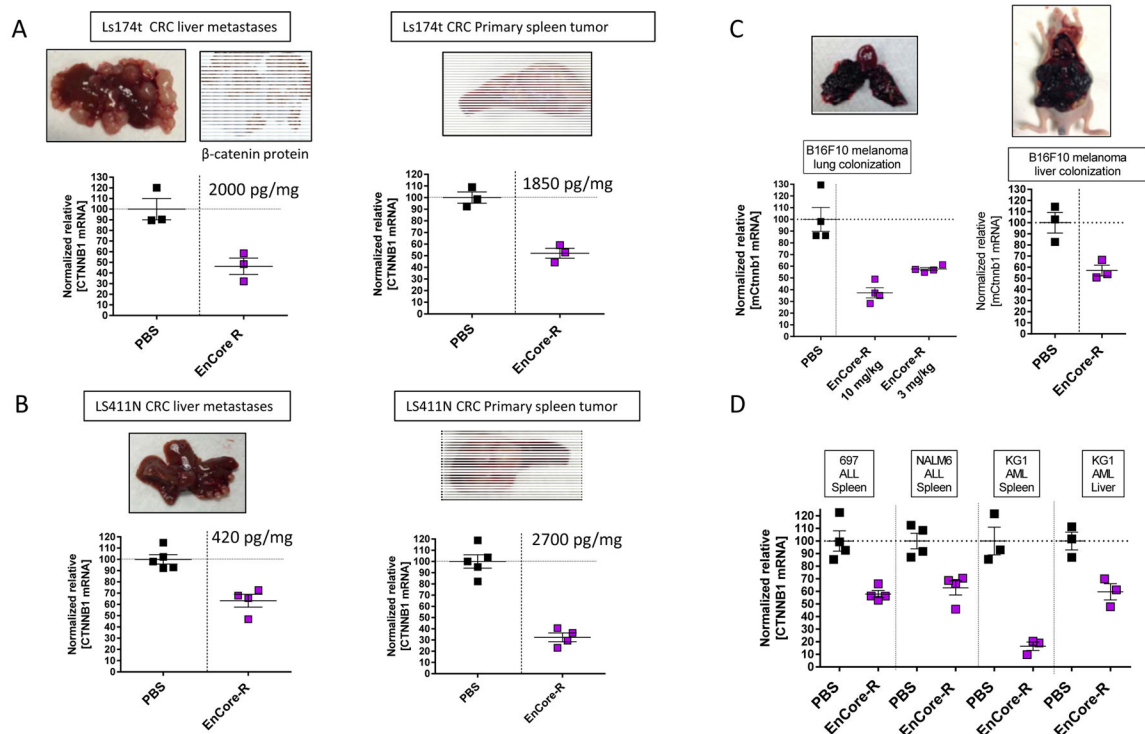 A
Ls174t CRC liver metastases
β-catenin protein
Normalized relative
[CTNNB1 mRNA]
130
120
110
100
90
80
70
60
50
40
30
20
10
0
2000 pg/mg
PBS
EnCore R
Ls174t CRC Primary spleen tumor
Normalized relative
[CTNNB1 mRNA]
130
120
110
100
90
80
70
60
50
40
30
20
10
0
1850 pg/mg
PBS
EnCore-R
B
LS411N CRC liver metastases
Normalized relative
[CTNNB1 mRNA]
130
120
110
100
90
80
70
60
50
40
30
20
10
0
420 pg/mg
PBS
EnCore-R
LS411N CRC Primary spleen tumor
Normalized relative
[CTNNB1 mRNA]
130
120
110
100
90
80
70
60
50
40
30
20
10
0
2700 pg/mg
PBS
EnCore-R
C
B16F10 melanoma
lung colonization
Normalized relative
[mCtnnb1 mRNA]
130
120
110
100
90
80
70
60
50
40
30
20
10
0
PBS
EnCore-R
10 mg/kg
EnCore-R
3 mg/kg
B16F10 melanoma
liver colonization
Normalized relative
[mCtnnb1 mRNA]
130
120
110
100
90
80
70
60
50
40
30
20
10
0
PBS
EnCore-R
D
697
ALL
Spleen
NALM6
ALL
Spleen
KG1
AML
Spleen
KG1
AML
Liver
Normalized relative
[CTNNB1 mRNA]
120
110
100
90
80
70
60
50
40
30
20
10
0
PBS
EnCore-R
PBS
EnCore-R
PBS
EnCore-R
PBS
EnCore-R